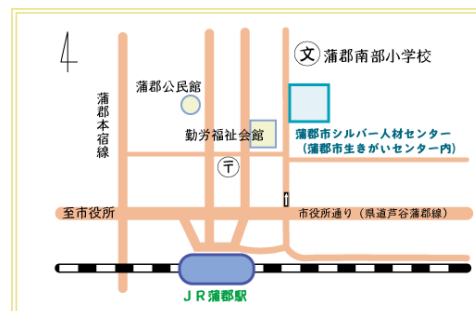 文 蒲郡南部小学校
蒲郡公民館
蒲郡本宿線
勤労福祉会館
蒲郡市シルバー人材センター
(蒲郡市生きがいセンター内)
〒
至市役所
市役所通り(県道芦谷蒲郡線)
JR蒲郡駅